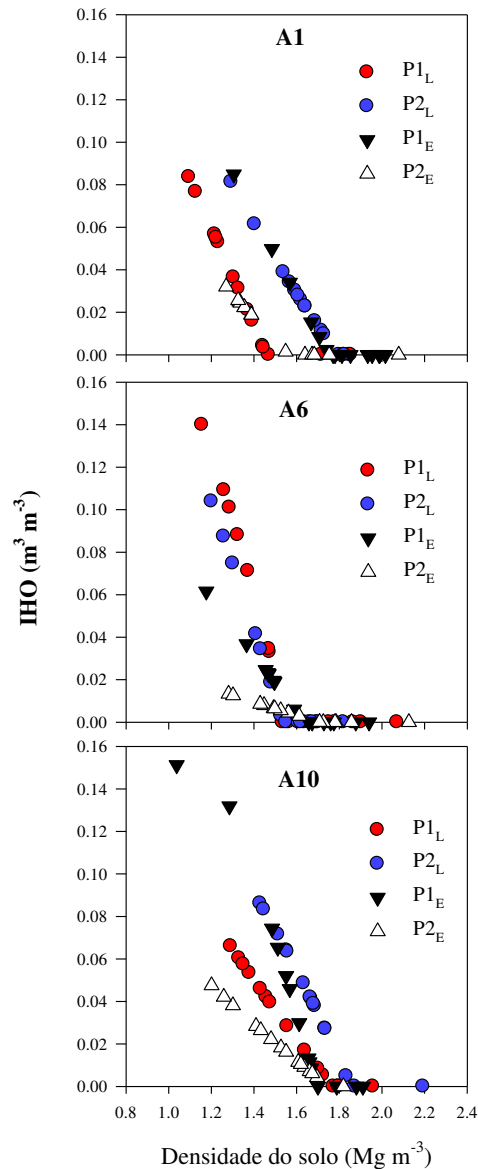 0.16
A1
0.14
P1L
0.12
P2L
0.10
P1E
0.08
P2E
0.06
0.04
0.02
0.00
0.16
A6
0.14
P1L
0.12
P2L
0.10
P1E
0.08
P2E
0.06
0.04
0.02
0.00
IHO (m³ m⁻³)
0.16
A10
0.14
P1L
0.12
P2L
0.10
P1E
0.08
P2E
0.06
0.04
0.02
0.00
0.8 1.0 1.2 1.4 1.6 1.8 2.0 2.2 2.4
Densidade do solo (Mg m⁻³)